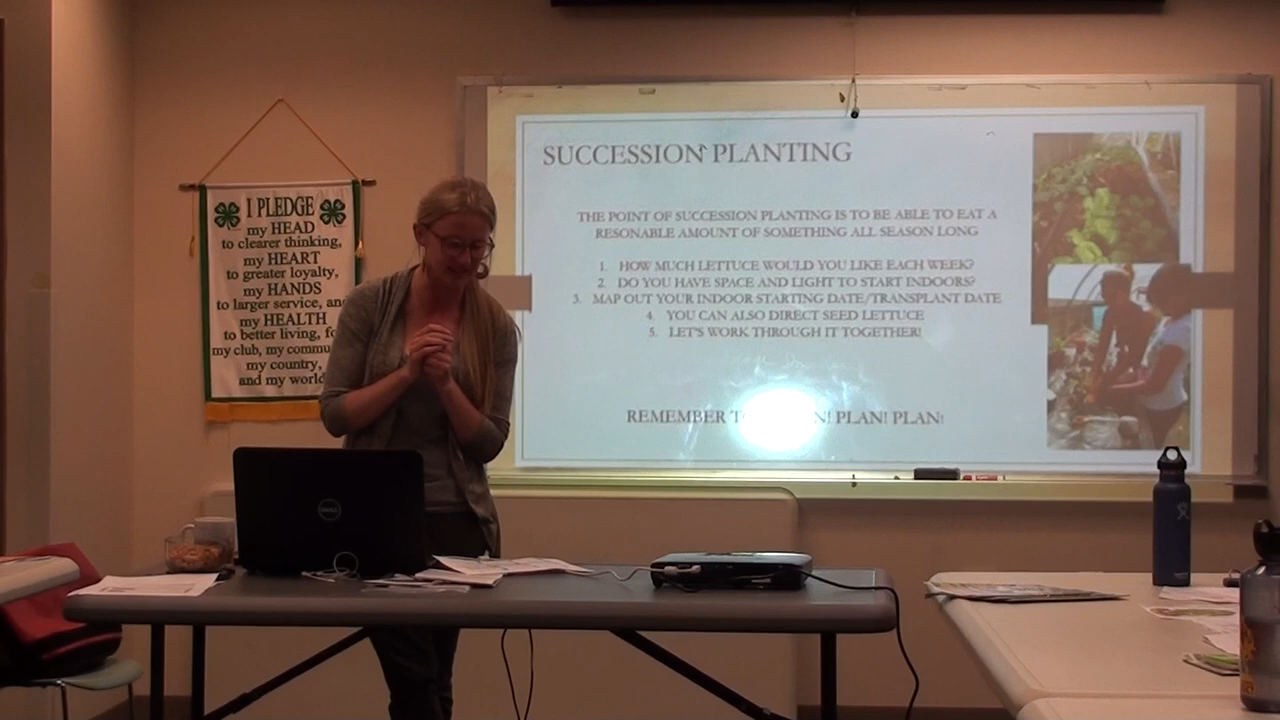 I PLEDGE
my HEAD
to clearer thinking,
my HEART
to greater loyalty,
my HANDS
to larger service, and
my HEALTH
to better living, fo
my club, my commu
my country,
and my world
SUCCESSION PLANTING
THE POINT OF SUCCESSION PLANTING IS TO BE ABLE TO EAT A
RESONABLE AMOUNT OF SOMETHING ALL SEASON LONG
1. HOW MUCH LETTUCE WOULD YOU LIKE EACH WEEK?
2. DO YOU HAVE SPACE AND LIGHT TO START INDOORS?
3. MAP OUT YOUR INDOOR STARTING DATE/TRANSPLANT DATE
4. YOU CAN ALSO DIRECT SEED LETTUCE
5. LET'S WORK THROUGH IT TOGETHER!
REMEMBER PLAN! PLAN!
DELL